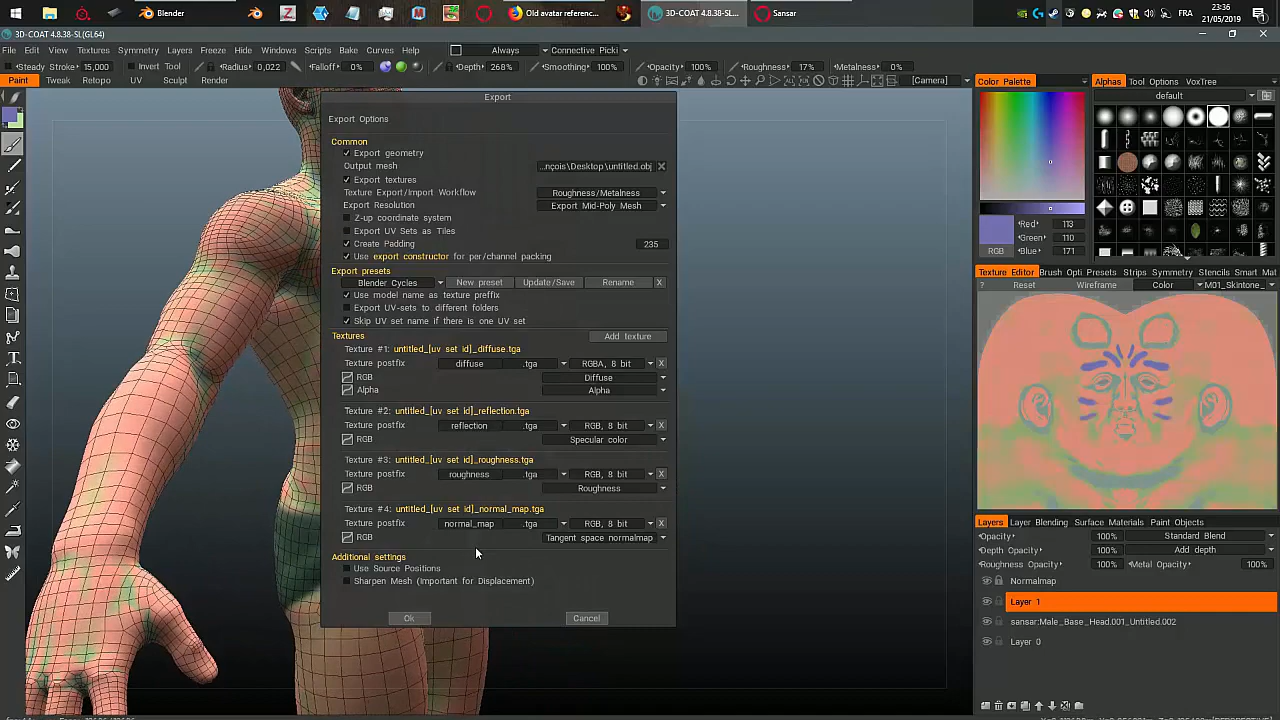 Blender
Old avatar referenc...
3D-COAT 4.8.38-SL(G...
Sansar
FRA
23:36
21/05/2019
3D-COAT 4.8.38-SL(GL64)
File Edit View Textures Symmetry Layers Freeze Hide Windows Scripts Bake Curves Help Always Connective Picki
Steady Stroke 15,000 Invert Tool Radius 0,022 Falloff 0% Depth 268% Smoothing 100% Opacity 100% Roughness 17% Metalness 0%
Paint Tweak Retopo UV Sculpt Render [Camera]
Export
Export Options
Common
Export geometry
Output mesh ...nçois\Desktop\untitled.obj X
Export textures
Texture Export/Import Workflow Roughness/Metalness
Export Resolution Export Mid-Poly Mesh
Z-up coordinate system
Export UV Sets as Tiles
Create Padding 235
Use export constructor for per/channel packing
Export presets
Blender Cycles New preset Update/Save Rename X
Use model name as texture preffix
Export UV-sets to different folders
Skip UV set name if there is one UV set
Textures Add texture
Texture #1: untitled_[uv set id]_diffuse.tga
Texture postfix diffuse .tga RGBA, 8 bit X
RGB Diffuse
Alpha Alpha
Texture #2: untitled_[uv set id]_reflection.tga
Texture postfix reflection .tga RGB, 8 bit X
RGB Specular color
Texture #3: untitled_[uv set id]_roughness.tga
Texture postfix roughness .tga RGB, 8 bit X
RGB Roughness
Texture #4: untitled_[uv set id]_normal_map.tga
Texture postfix normal_map .tga RGB, 8 bit X
RGB Tangent space normalmap
Additional settings
Use Source Positions
Sharpen Mesh (Important for Displacement)
Ok Cancel
Color Palette
Red 113
Green 110
RGB Blue 171
Alphas Tool Options VoxTree
default
Texture Editor Brush Opti Presets Strips Symmetry Stencils Smart Mat
? Reset Wireframe Color M01_Skintone_
Layers Layer Blending Surface Materials Paint Objects
Opacity 100% Standard Blend
Depth Opacity 100% Add depth
Roughness Opacity 100% Metal Opacity 100%
Normalmap
Layer 1
sansar:Male_Base_Head.001_Untitled.002
Layer 0